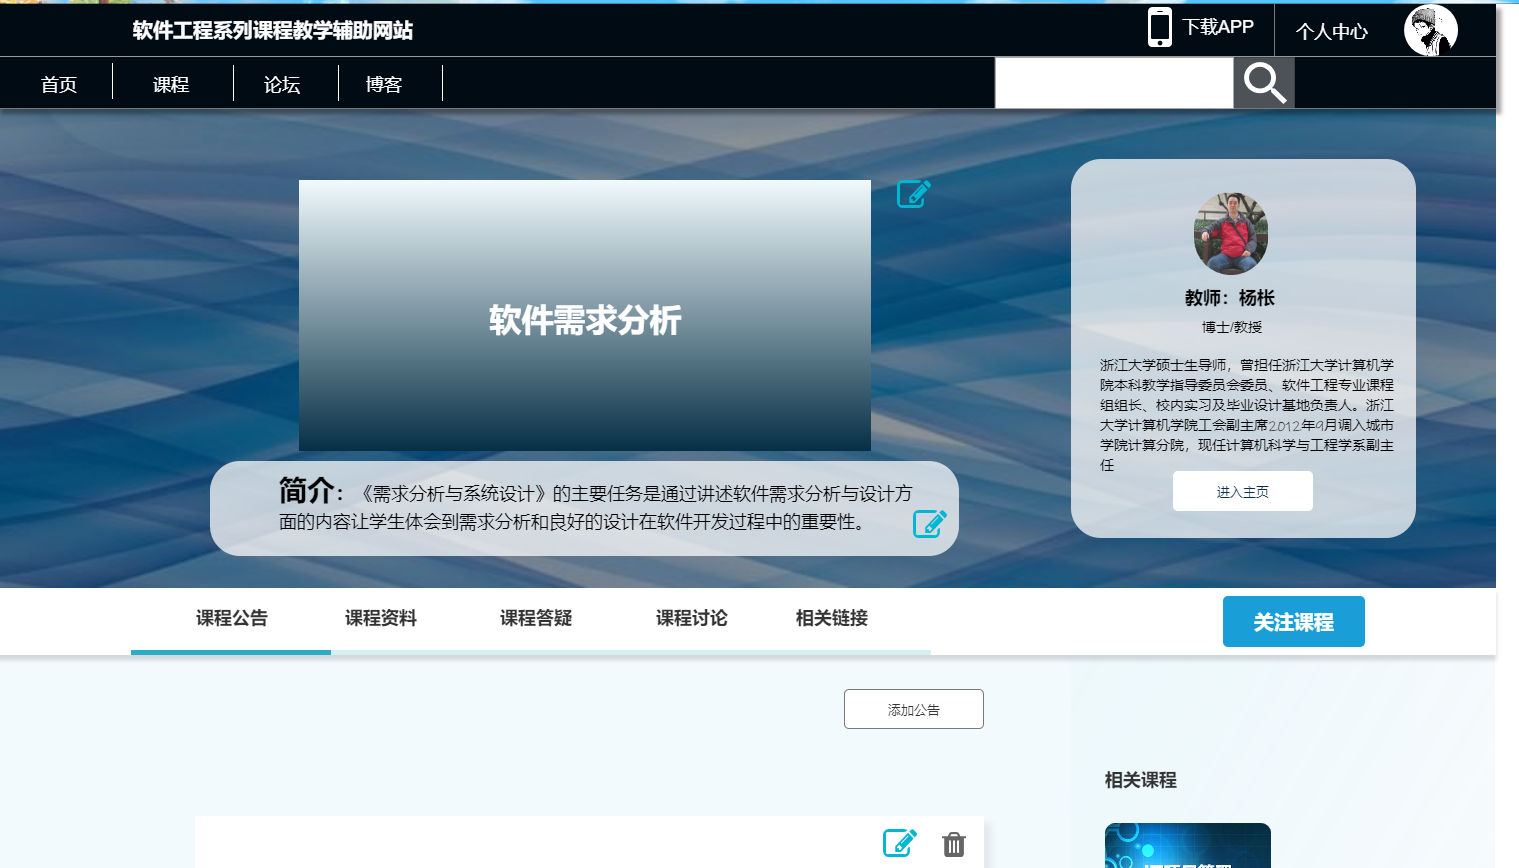 软件工程系列课程教学辅助网站
下载APP
个人中心
首页
课程
论坛
博客
软件需求分析
教师：杨枨
博士/教授
浙江大学硕士生导师，曾担任浙江大学计算机学
院本科教学指导委员会委员、软件工程专业课程
组组长、校内实习及毕业设计基地负责人。浙江
大学计算机学院工会副主席2012年9月调入城市
学院计算分院，现任计算机科学与工程学系副主
任
进入主页
简介：《需求分析与系统设计》的主要任务是通过讲述软件需求分析与设计方
面的内容让学生体会到需求分析和良好的设计在软件开发过程中的重要性。
课程公告
课程资料
课程答疑
课程讨论
相关链接
关注课程
添加公告
相关课程